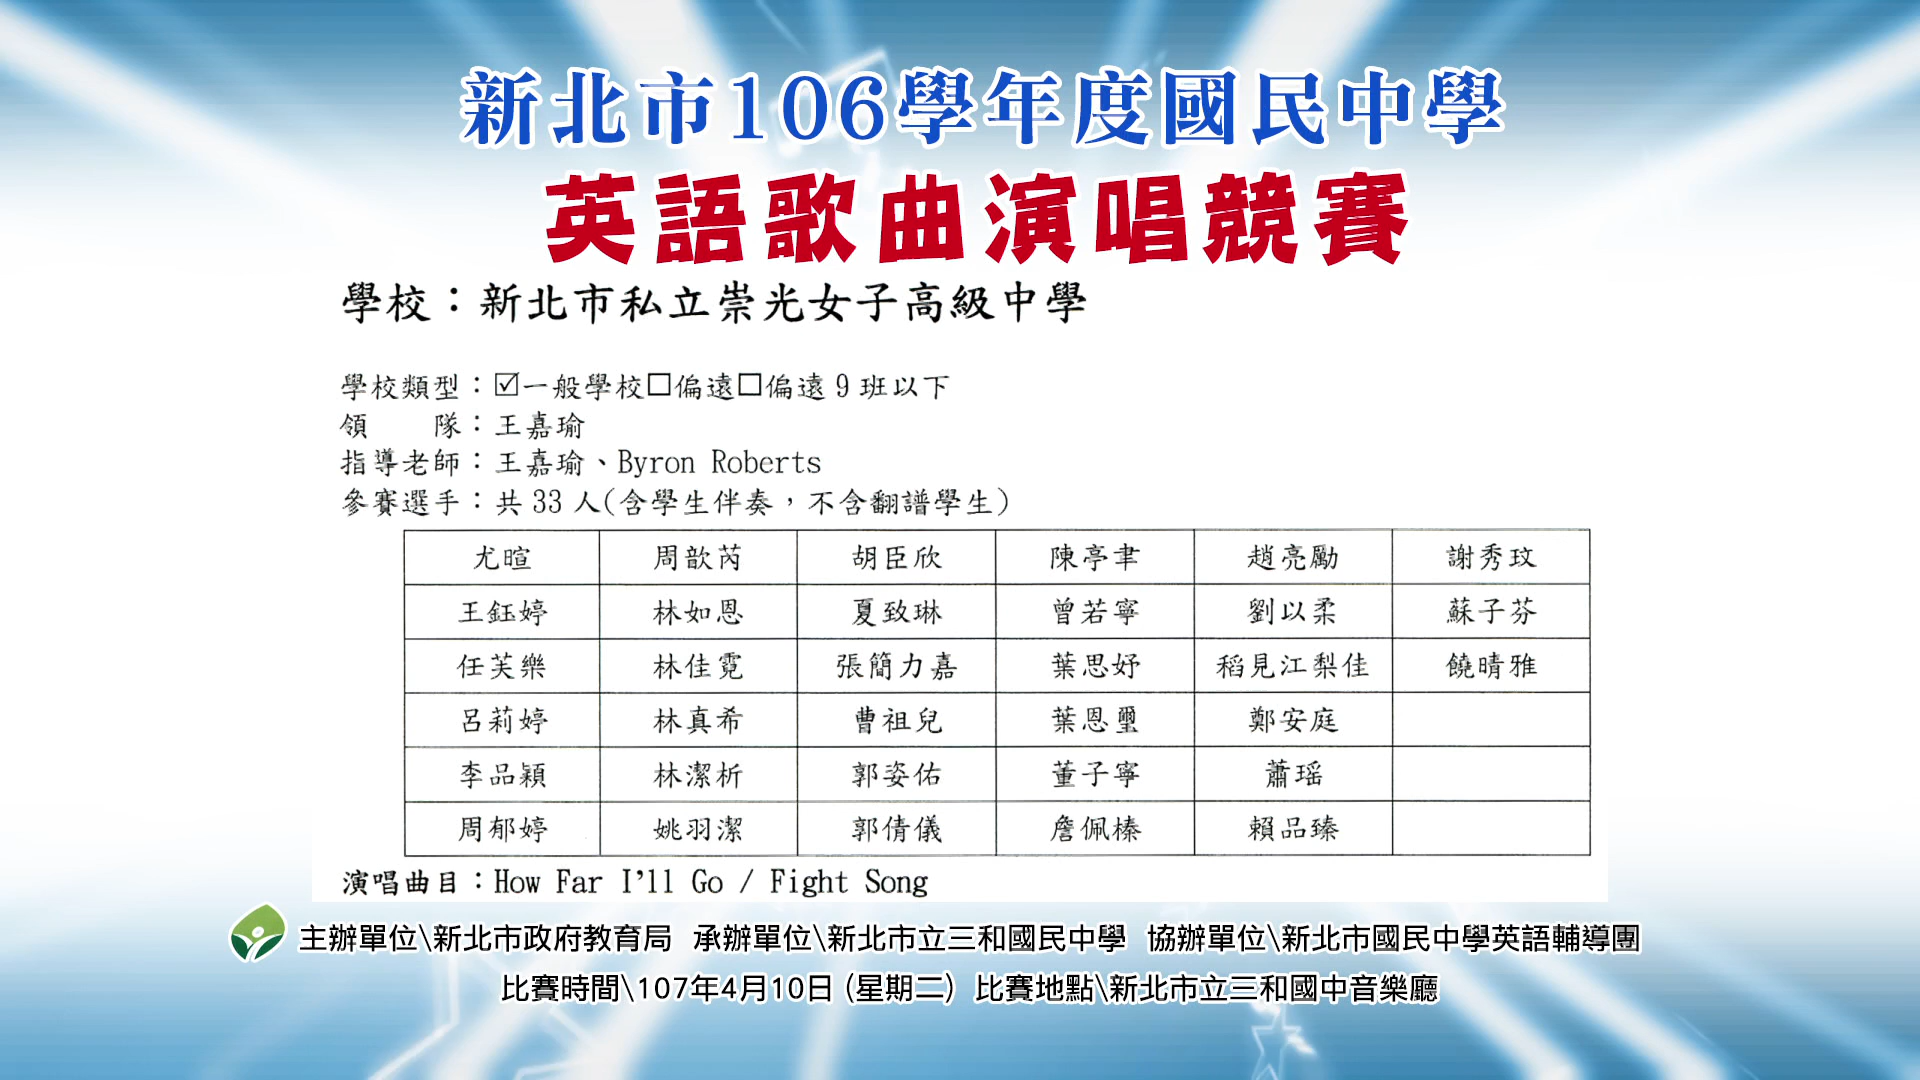 新北市106學年度國民中學
英語歌曲演唱競賽
學校：新北市私立崇光女子高級中學
學校類型：☑一般學校☐偏遠☐偏遠 9 班以下
領　　隊：王嘉瑜
指導老師：王嘉瑜、Byron Roberts
參賽選手：共 33 人(含學生伴奏，不含翻譜學生)
尤暄 周歆芮 胡臣欣 陳亭聿 趙亮勵 謝秀玟
王鈺婷 林如恩 夏致琳 曾若寧 劉以柔 蘇子芬
任芙樂 林佳霓 張簡力嘉 葉思妤 稻見江梨佳 饒晴雅
呂莉婷 林真希 曹祖兒 葉恩璽 鄭安庭
李品穎 林潔析 郭姿佑 董子寧 蕭瑶
周郁婷 姚羽潔 郭倩儀 詹佩榛 賴品臻
演唱曲目：How Far I'll Go / Fight Song
主辦單位\新北市政府教育局 承辦單位\新北市立三和國民中學 協辦單位\新北市國民中學英語輔導團
比賽時間\107年4月10日 (星期二) 比賽地點\新北市立三和國中音樂廳